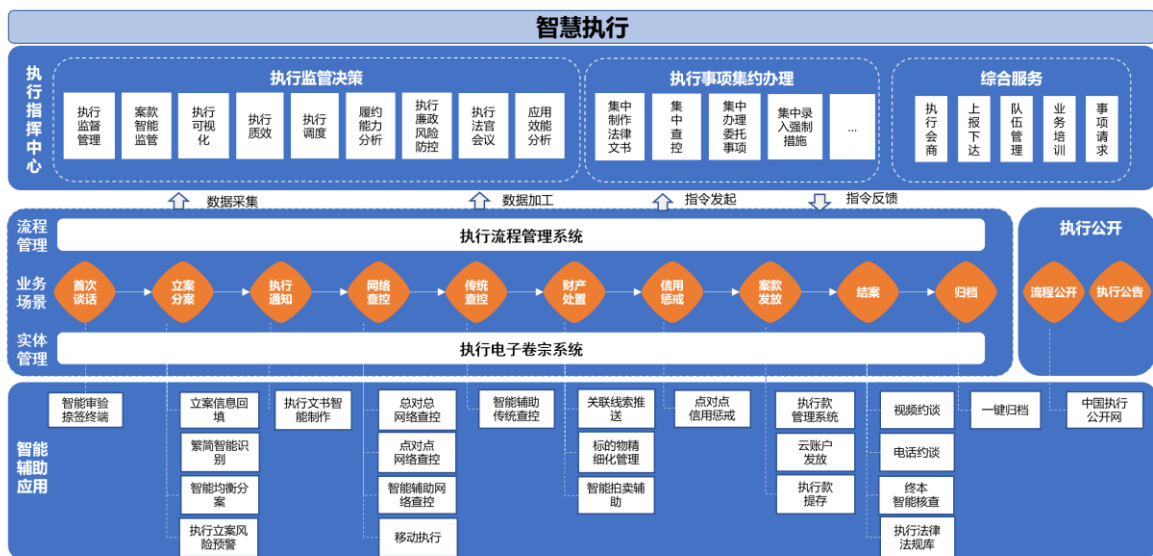 智慧执行
执行指挥中心
执行监管决策
执行
监督
管理
案款
智能
监管
执行
可视
化
执行
质效
执行
调度
履约
能力
分析
执行
廉政
风险
防控
执行
法官
会议
应用
效能
分析
执行事项集约办理
集中
制作
法律
文书
集
中
查
控
集中
办理
委托
事项
集中录
入强制
措施
...
综合服务
执行会商
上报下达
队伍管理
业务培训
事项请求
数据采集
数据加工
指令发起
指令反馈
流程
管理
执行流程管理系统
业务
场景
首次
谈话
立案
分案
执行
通知
网络
查控
传统
查控
财产
处置
信用
惩戒
案款
发放
结案
归档
实体
管理
执行电子卷宗系统
执行公开
流程公开
执行公告
智能
辅助
应用
智能审验
捺签终端
立案信息回
填
繁简智能识
别
智能均衡分
案
执行立案风
险预警
执行文书智
能制作
总对总
网络查控
点对点
网络查控
智能辅助网
络查控
移动执行
智能辅助
传统查控
关联线索推
送
标的物精
细化管理
智能拍卖辅
助
点对点
信用惩戒
执行款
管理系统
云账户
发放
执行款
提存
视频约谈
电话约谈
终本
智能核查
执行法律
法规库
一键归档
中国执行
公开网